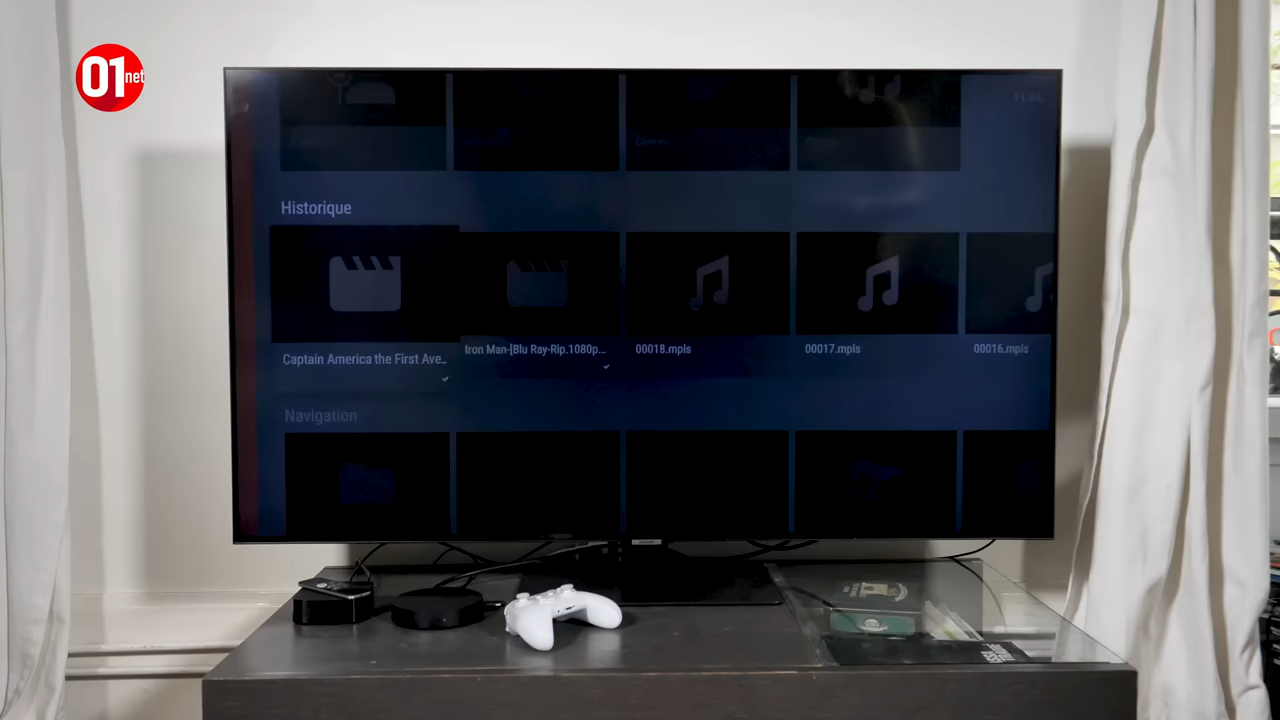 01net
Historique
Captain America the First Ave..
Iron Man-[Blu Ray-Rip.1080p...
00018.mpls
00017.mpls
00016.mpls
Navigation